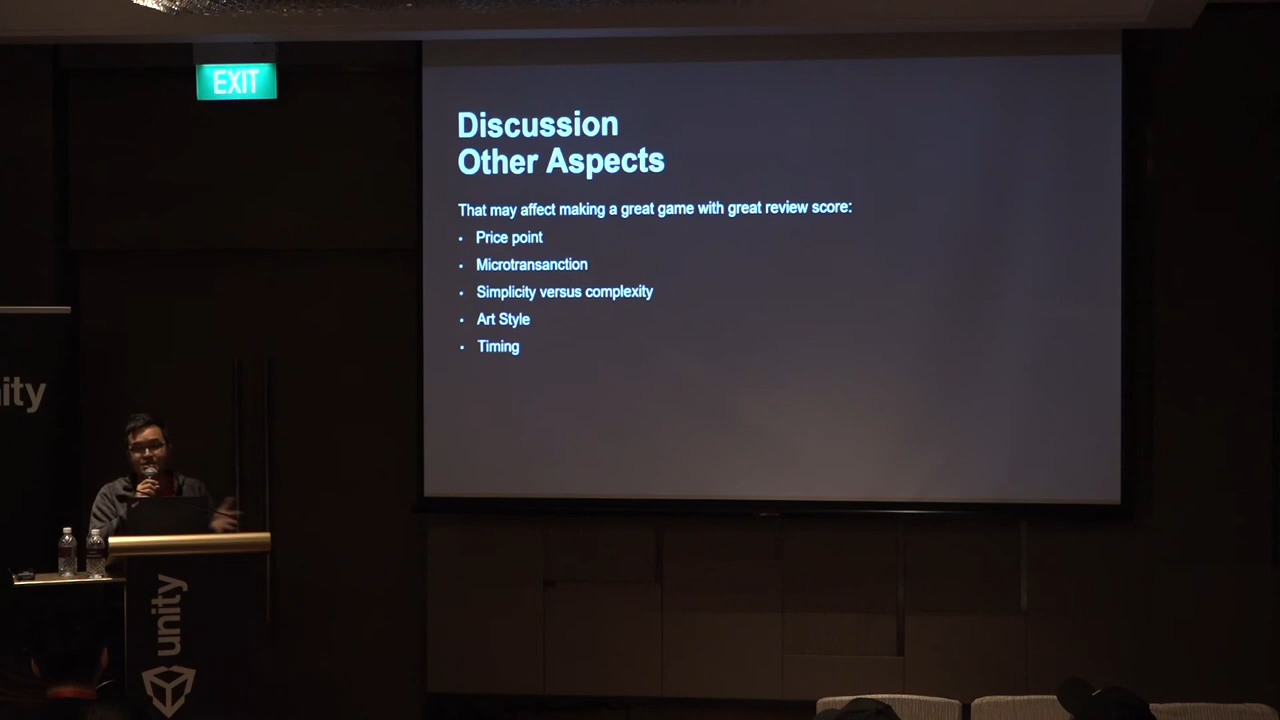 EXIT
Discussion
Other Aspects
That may affect making a great game with great review score:
• Price point
• Microtransanction
• Simplicity versus complexity
• Art Style
• Timing
ity
unity